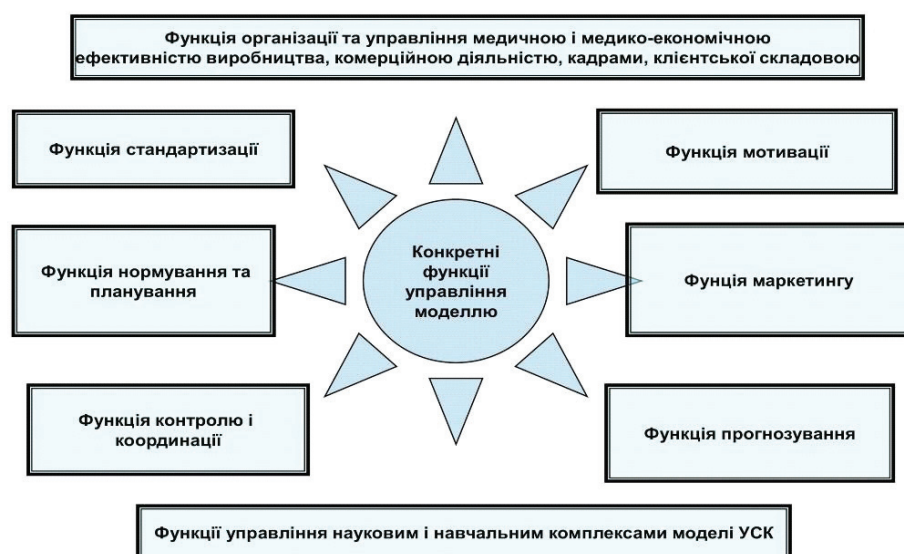 Функція організації та управління медичною і медико-економічною
ефективністю виробництва, комерційною діяльністю, кадрами, клієнтської складовою
Функція стандартизації
Функція мотивації
Конкретні
функції
управління
моделлю
Функція нормування та
планування
Фунція маркетингу
Функція контролю і
координації
Функція прогнозування
Функції управління науковим і навчальним комплексами моделі УСК